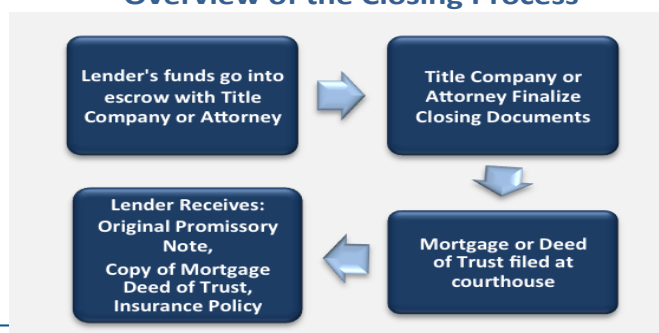 Overview of the Closing Process
Lender's funds go into
escrow with Title
Company or Attorney
Title Company or
Attorney Finalize
Closing Documents
Lender Receives:
Original Promissory
Note,
Copy of Mortgage
Deed of Trust,
Insurance Policy
Mortgage or Deed
of Trust filed at
courthouse